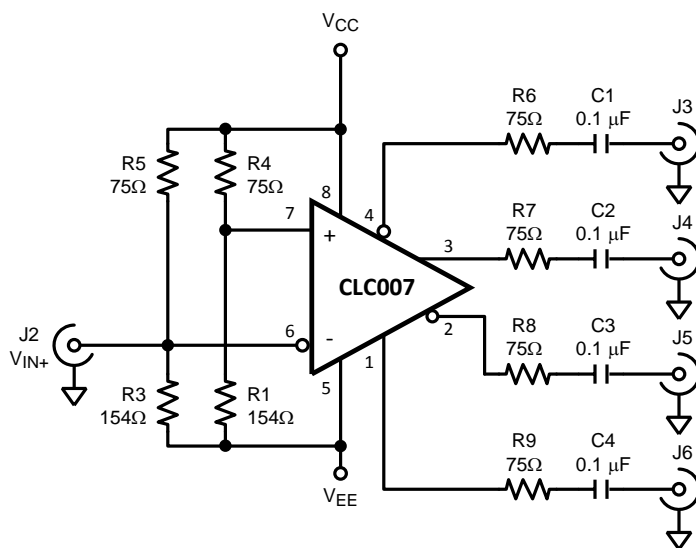 VCC
R6
75Ω
C1
0.1 µF
J3
R5
75Ω
R4
75Ω
8
4
7
+
R7
75Ω
C2
0.1 µF
J4
3
CLC007
J2
VIN+
6
-
2
R8
75Ω
C3
0.1 µF
J5
5
1
R3
154Ω
R1
154Ω
R9
75Ω
C4
0.1 µF
J6
VEE